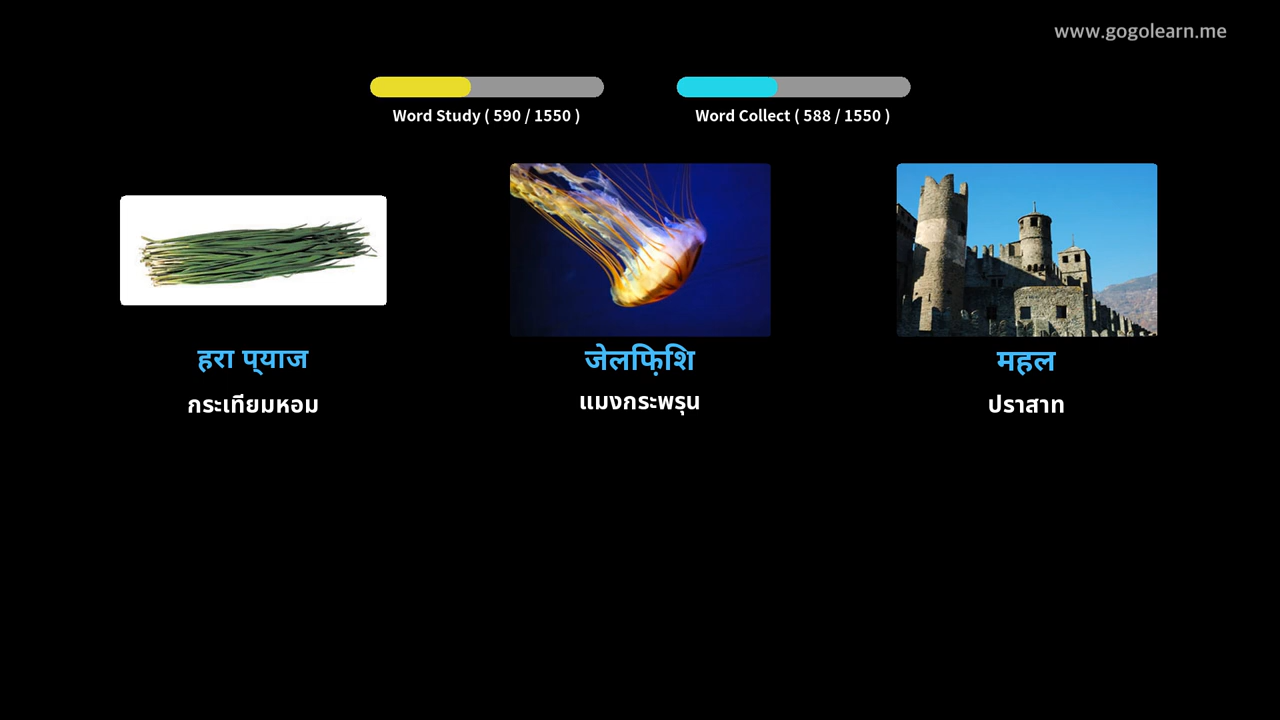 www.gogolearn.me
Word Study ( 590 / 1550 )
Word Collect ( 588 / 1550 )
हरा प्‌याज
जेलफ़िशि
महल
กระเทียมหอม
แมงกระพรุน
ปราสาท